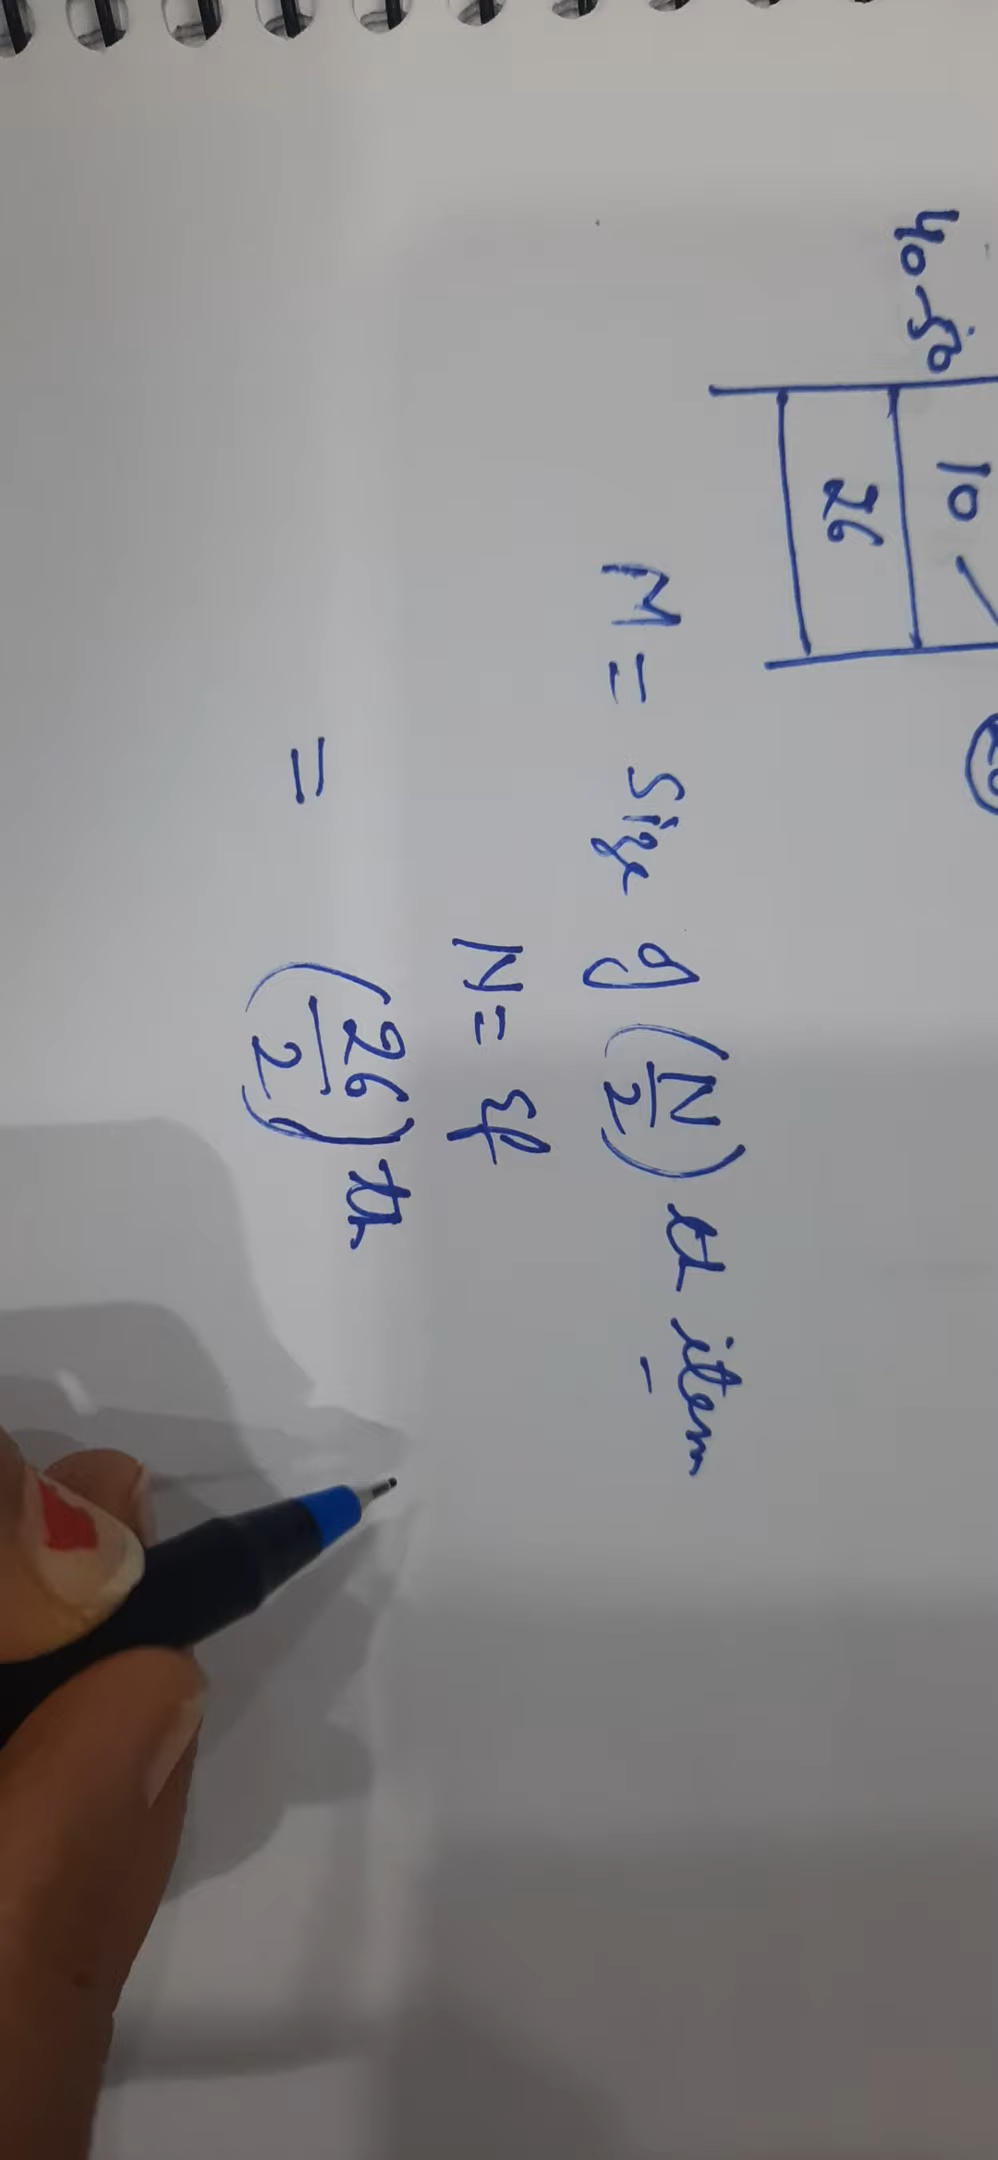 40-50 10
26
M = Size of (N/2) th item
N = Σf
= (26/2) th